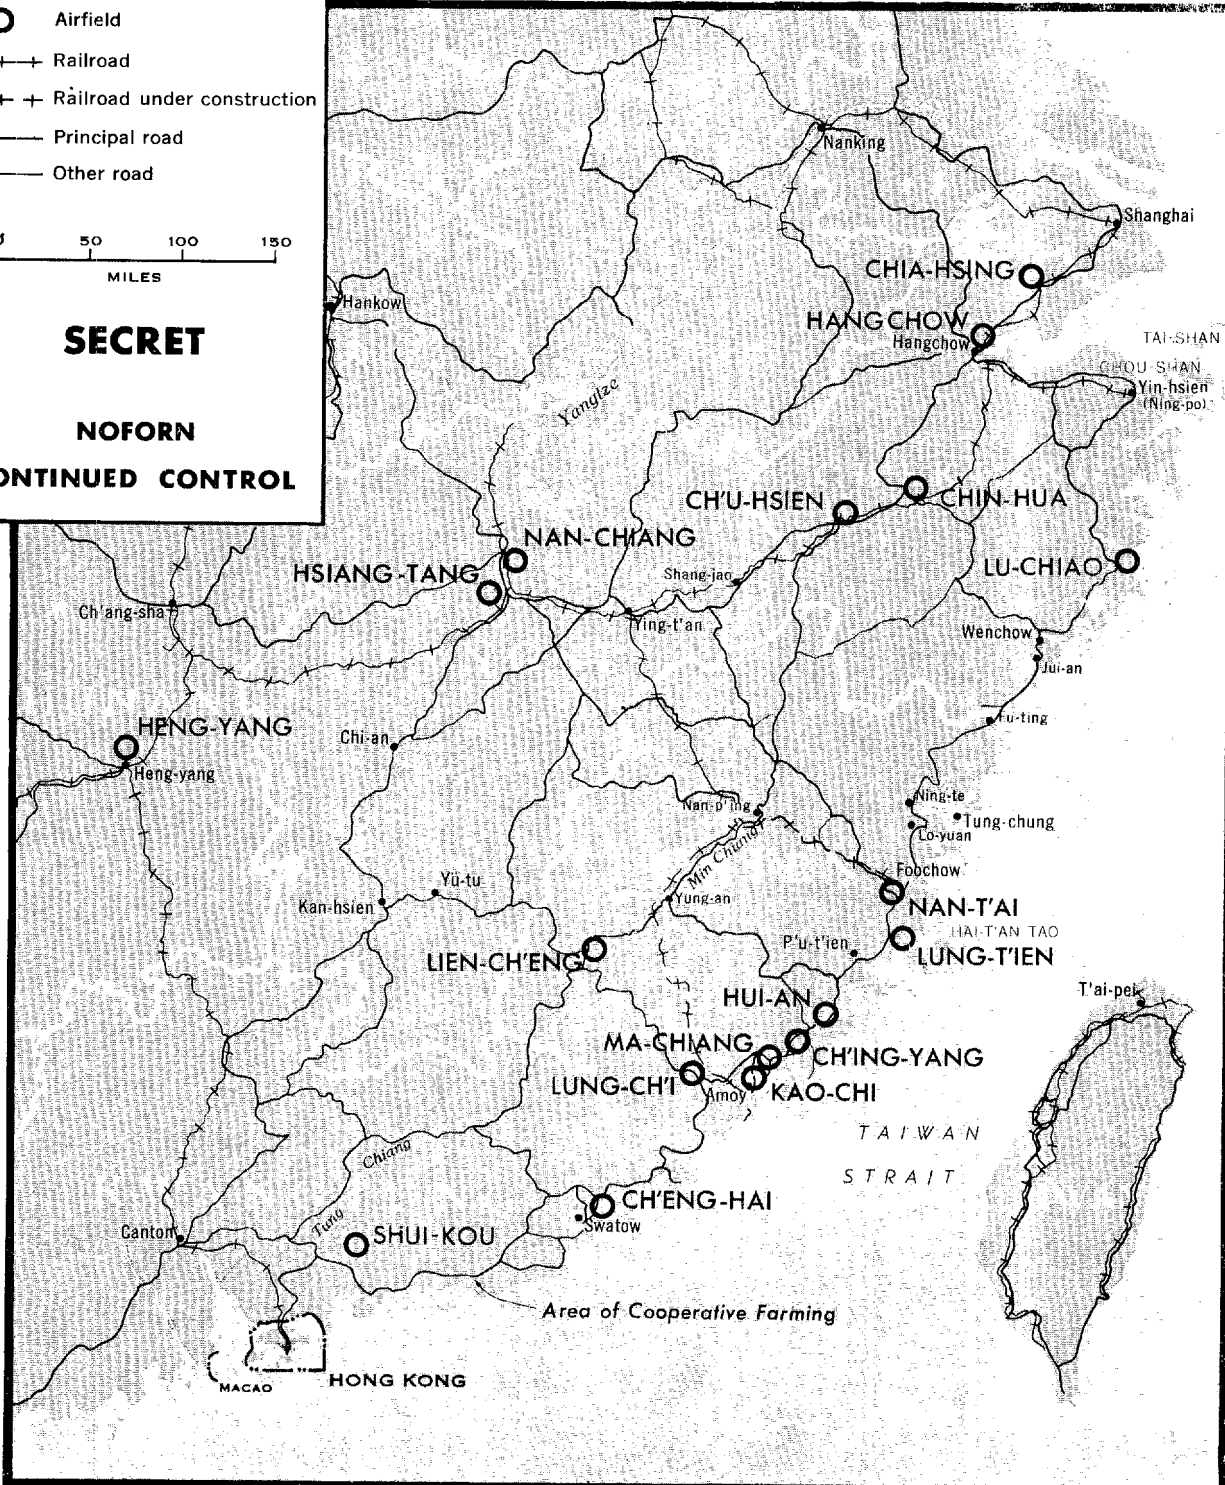 Airfield
Railroad
Railroad under construction
Principal road
Other road
50 100 150
MILES
SECRET
NOFORN
ONTINUED CONTROL
Nanking
Shanghai
CHIA-HSING
Hankow
HANGCHOW
Hangchow
TAI-SHAN
CHOU-SHAN
Yin-hsien
(Ning-po)
Yangtze
CH'U-HSIEN
CHIN-HUA
NAN-CHIANG
HSIANG-TANG
Shang-jao
LU-CHIAO
Ch'ang-sha
Ying-t'an
Wenchow
Jui-an
HENG-YANG
Fu-ting
Chi-an
Heng-yang
Nan-p'ing
Ning-te
Tung-chung
Lo-yuan
Min Chiang
Foochow
Yü-tu
Kan-hsien
Yung-an
NAN-T'AI
HAI-T'AN TAO
P'u-t'ien
LUNG-T'IEN
LIEN-CH'ENG
T'ai-pei
HUI-AN
MA-CHIANG
CH'ING-YANG
LUNG-CH'I
Amoy
KAO-CHI
TAIWAN
STRAIT
Tung Chiang
CH'ENG-HAI
Swatow
Canton
SHUI-KOU
Area of Cooperative Farming
MACAO
HONG KONG